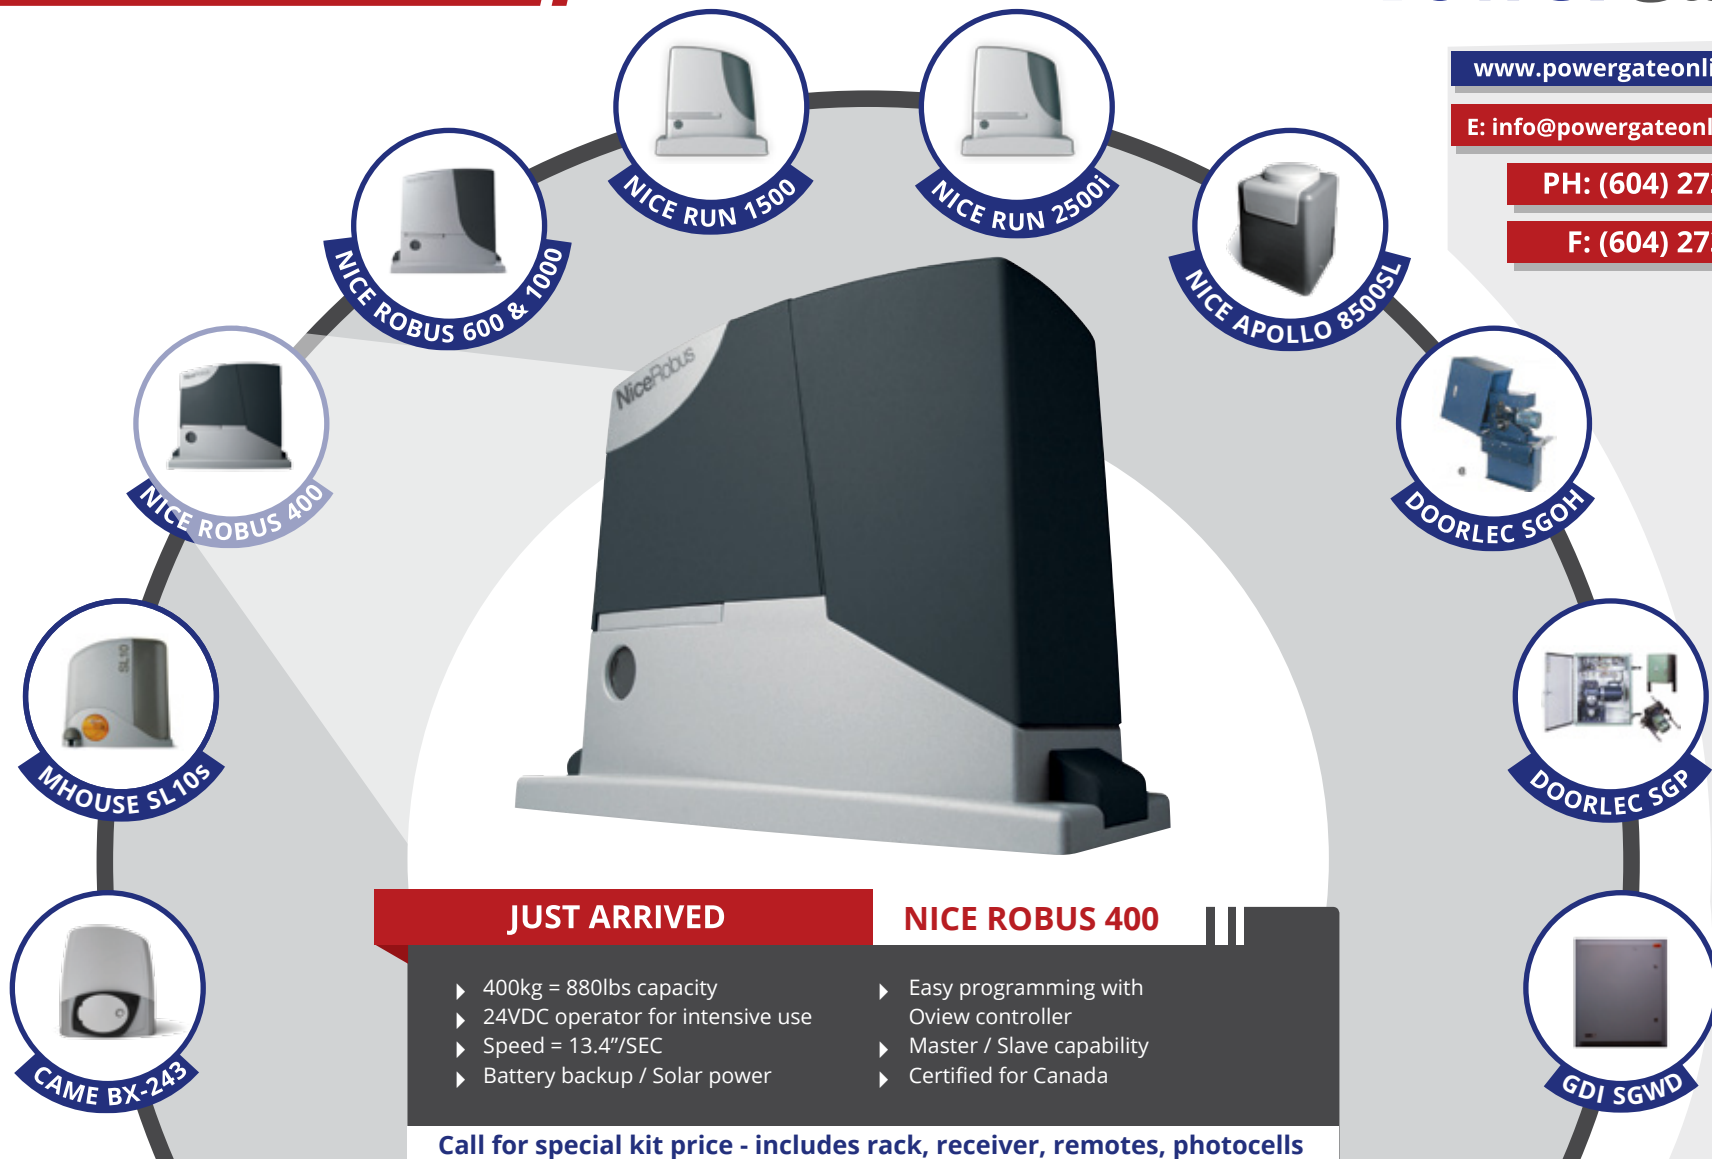 www.powergateonli
E: info@powergateonl
PH: (604) 27
F: (604) 27
NICE RUN 1500
NICE RUN 2500i
NICE ROBUS 600 & 1000
NICE APOLLO 8500SL
NICE ROBUS 400
NiceRobus
DOORLEC SGOH
SL10
MHOUSE SL10s
DOORLEC SGP
CAME BX-243
GDI SGWD
JUST ARRIVED
NICE ROBUS 400
400kg = 880lbs capacity
24VDC operator for intensive use
Speed = 13.4”/SEC
Battery backup / Solar power
Easy programming with
Oview controller
Master / Slave capability
Certified for Canada
Call for special kit price - includes rack, receiver, remotes, photocells